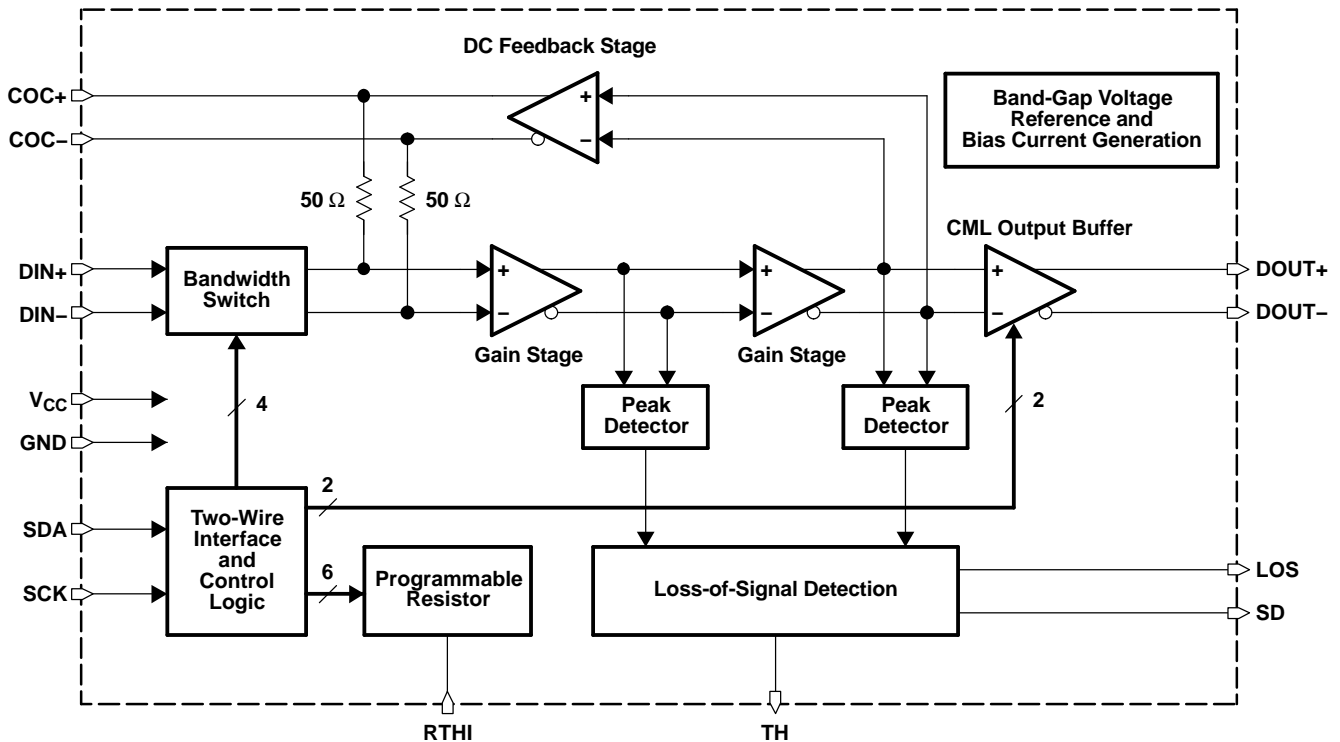 DC Feedback Stage
COC+
COC−
+
−
Band-Gap Voltage
Reference and
Bias Current Generation
50 Ω
50 Ω
CML Output Buffer
DIN+
DIN−
Bandwidth
Switch
+
−
Gain Stage
+
−
Gain Stage
+
−
DOUT+
DOUT−
VCC
GND
4
Peak
Detector
Peak
Detector
2
SDA
SCK
Two-Wire
Interface
and
Control
Logic
2
6
Programmable
Resistor
Loss-of-Signal Detection
LOS
SD
RTHI
TH